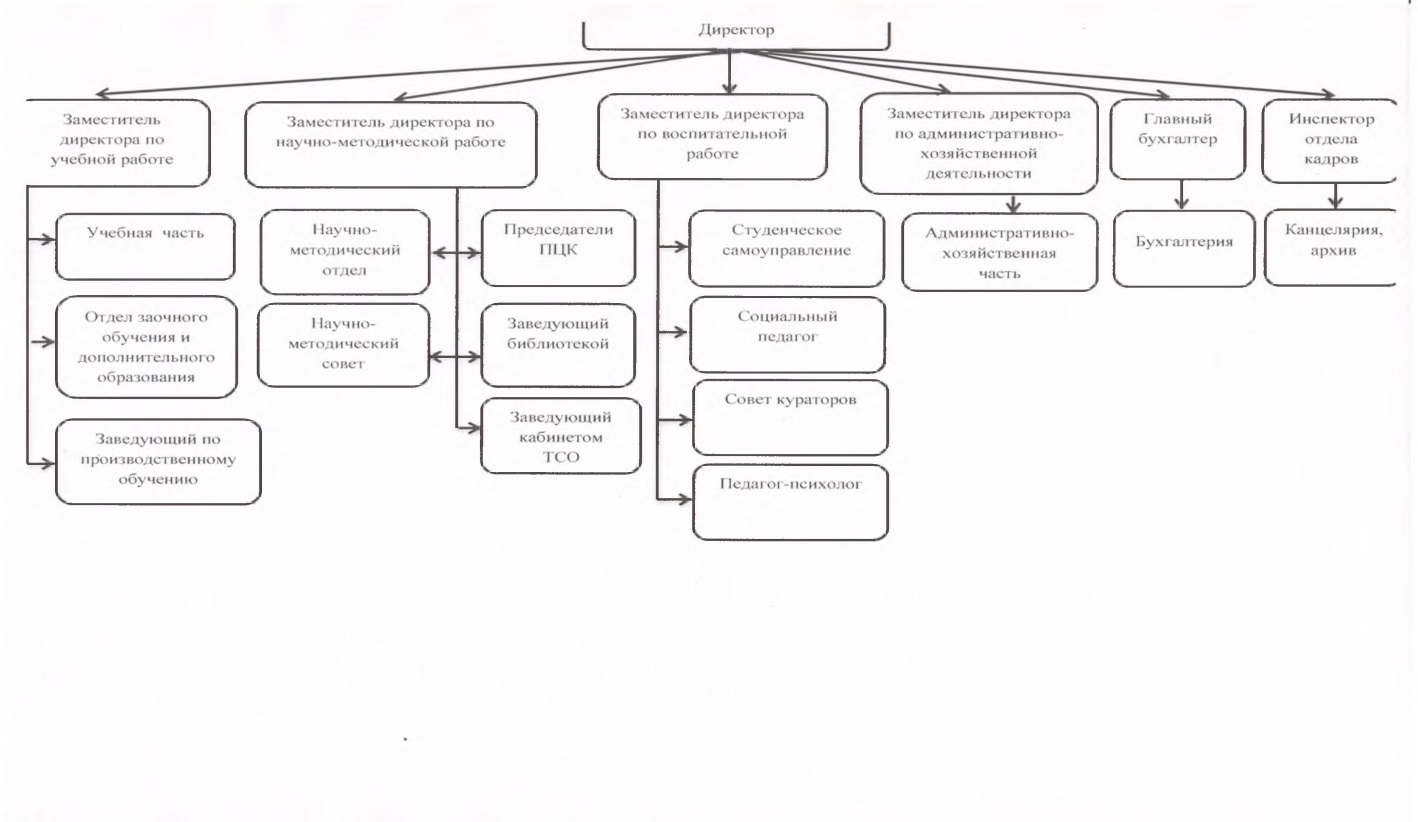 Директор
Заместитель
директора по
учебной работе
Заместитель директора по
научно-методической работе
Заместитель директора
по воспитательной
работе
Заместитель директора
по административно-
хозяйственной
деятельности
Главный
бухгалтер
Инспектор
отдела
кадров
Учебная часть
Научно-
методический
отдел
Председатели
ПЦК
Студенческое
самоуправление
Административно-
хозяйственная
часть
Бухгалтерия
Канцелярия,
архив
Отдел заочного
обучения и
дополнительного
образования
Научно-
методический
совет
Заведующий
библиотекой
Социальный
педагог
Заведующий по
производственному
обучению
Заведующий
кабинетом
ТСО
Совет кураторов
Педагог-психолог